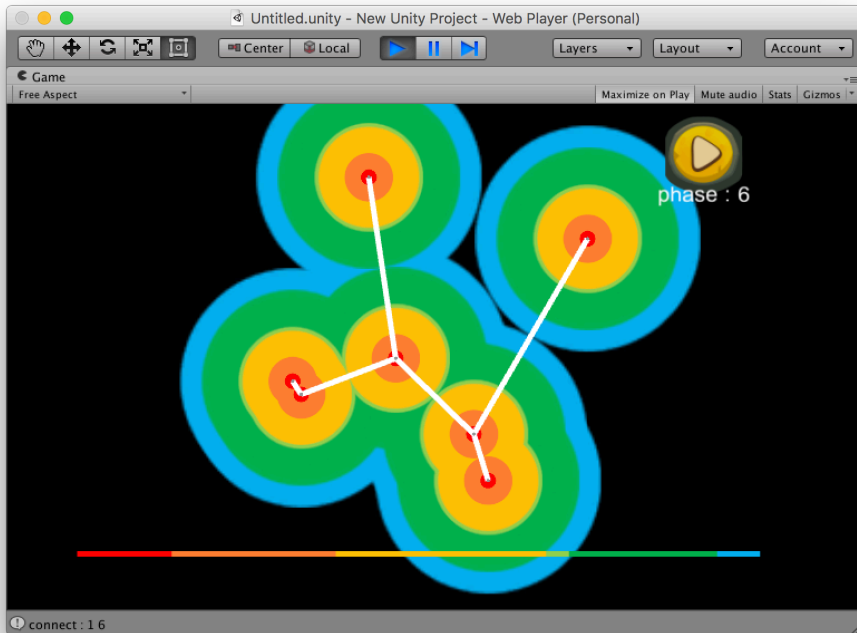 Untitled.unity - New Unity Project - Web Player (Personal)
Center Local Layers Layout Account
Game
Free Aspect Maximize on Play Mute audio Stats Gizmos
phase : 6
connect : 1 6